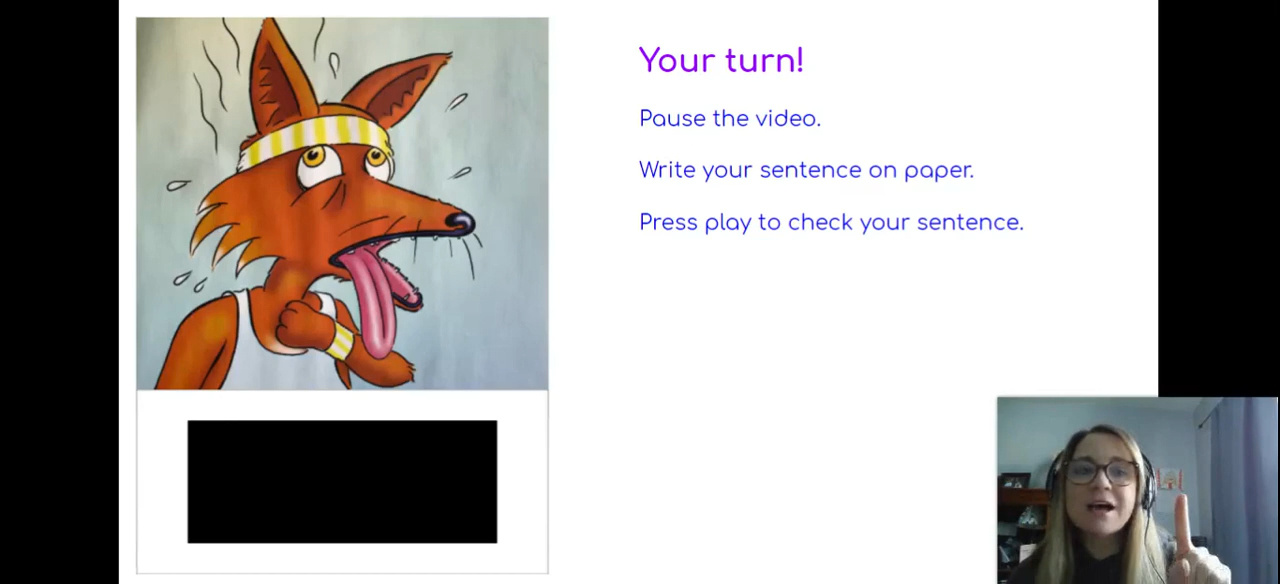 Your turn!
Pause the video.
Write your sentence on paper.
Press play to check your sentence.